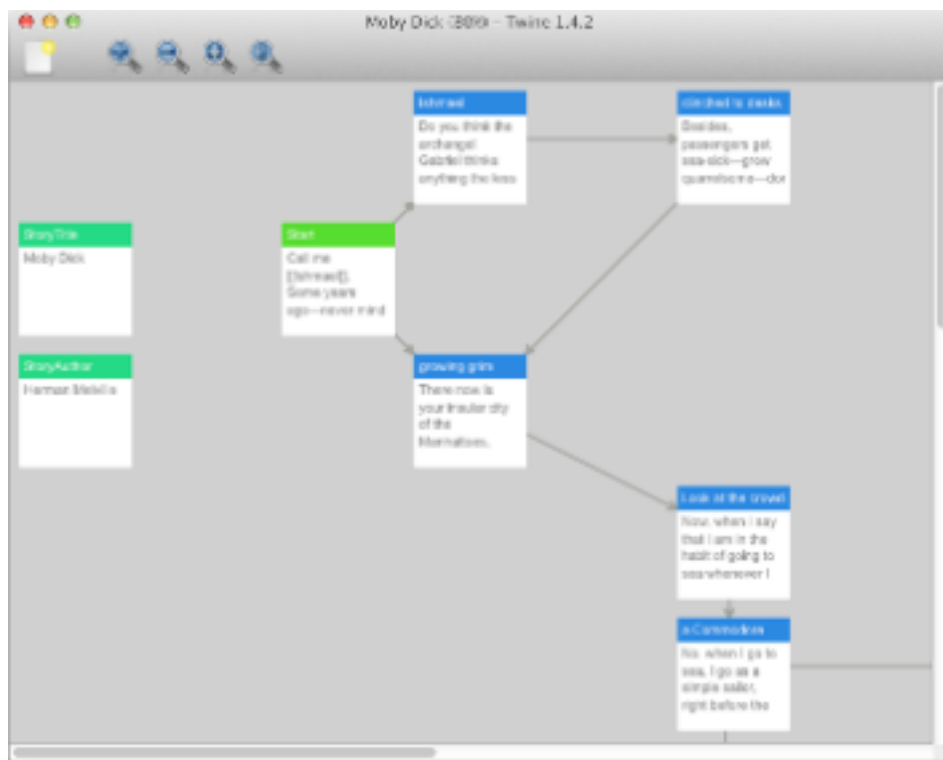 Moby Dick (80%) – Twine 1.4.2
Ishmael
Do you think the
archangel
Gabriel thinks
anything the less
clinched to desks
Besides,
passengers get
sea-sick—grow
quarrelsome—don
StoryTitle
Moby Dick
Start
Call me
[[Ishmael]].
Some years
ago—never mind
StoryAuthor
Herman Melville
growing grim
There now is
your insular city
of the
Manhattoes,
Look at the crowd
Now, when I say
that I am in the
habit of going to
sea whenever I
a Commodore
No, when I go to
sea, I go as a
simple sailor,
right before the